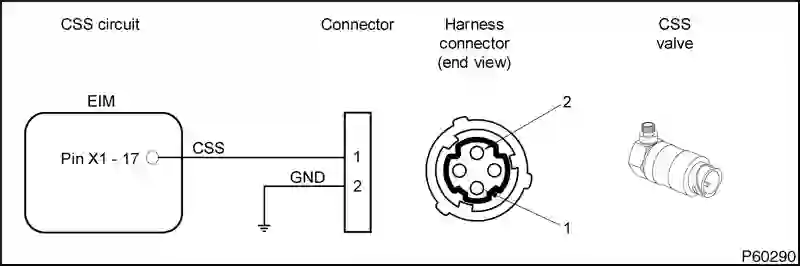 CSS circuit
Connector
Harness
connector
(end view)
CSS
valve
EIM
Pin X1 - 17
CSS
GND
1
2
2
1
P60290